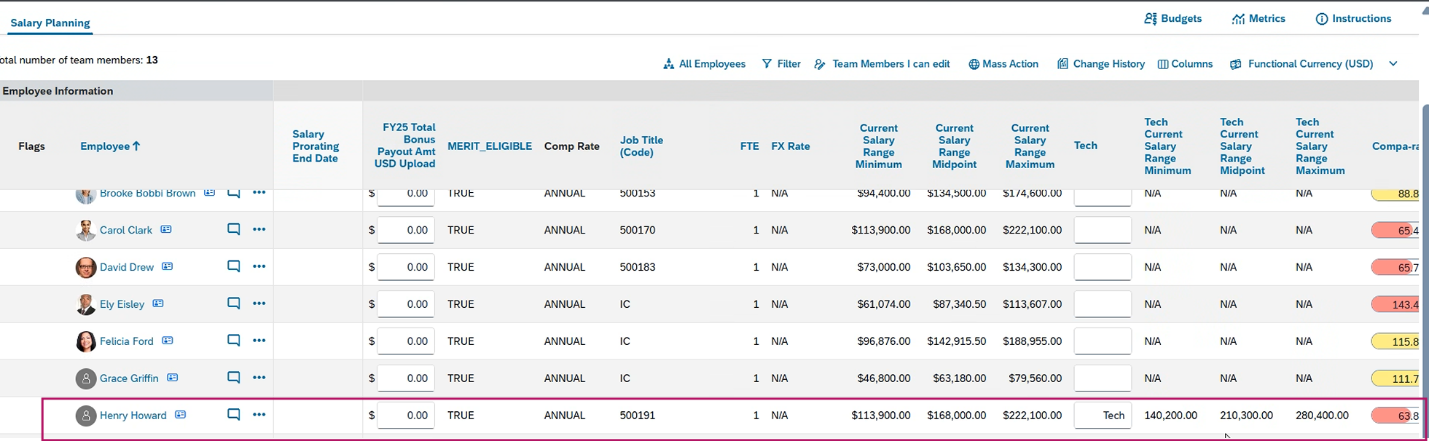 Salary Planning
Budgets Metrics Instructions
otal number of team members: 13
All Employees Filter Team Members I can edit Mass Action Change History Columns Functional Currency (USD)
Employee Information
Flags Employee Salary Prorating End Date FY25 Total Bonus Payout Amt USD Upload MERIT_ELIGIBLE Comp Rate Job Title (Code) FTE FX Rate Current Salary Range Minimum Current Salary Range Midpoint Current Salary Range Maximum Tech Tech Current Salary Range Minimum Tech Current Salary Range Midpoint Tech Current Salary Range Maximum Compa-ra
Brooke Bobbi Brown $ 0.00 TRUE ANNUAL 500153 1 N/A $94,400.00 $134,500.00 $174,600.00 N/A N/A N/A 88.8
Carol Clark $ 0.00 TRUE ANNUAL 500170 1 N/A $113,900.00 $168,000.00 $222,100.00 N/A N/A N/A 65.4
David Drew $ 0.00 TRUE ANNUAL 500183 1 N/A $73,000.00 $103,650.00 $134,300.00 N/A N/A N/A 65.7
Ely Eisley $ 0.00 TRUE ANNUAL IC 1 N/A $61,074.00 $87,340.50 $113,607.00 N/A N/A N/A 143.4
Felicia Ford $ 0.00 TRUE ANNUAL IC 1 N/A $96,876.00 $142,915.50 $188,955.00 N/A N/A N/A 115.8
Grace Griffin $ 0.00 TRUE ANNUAL IC 1 N/A $46,800.00 $63,180.00 $79,560.00 N/A N/A N/A 111.7
Henry Howard $ 0.00 TRUE ANNUAL 500191 1 N/A $113,900.00 $168,000.00 $222,100.00 Tech 140,200.00 210,300.00 280,400.00 63.8